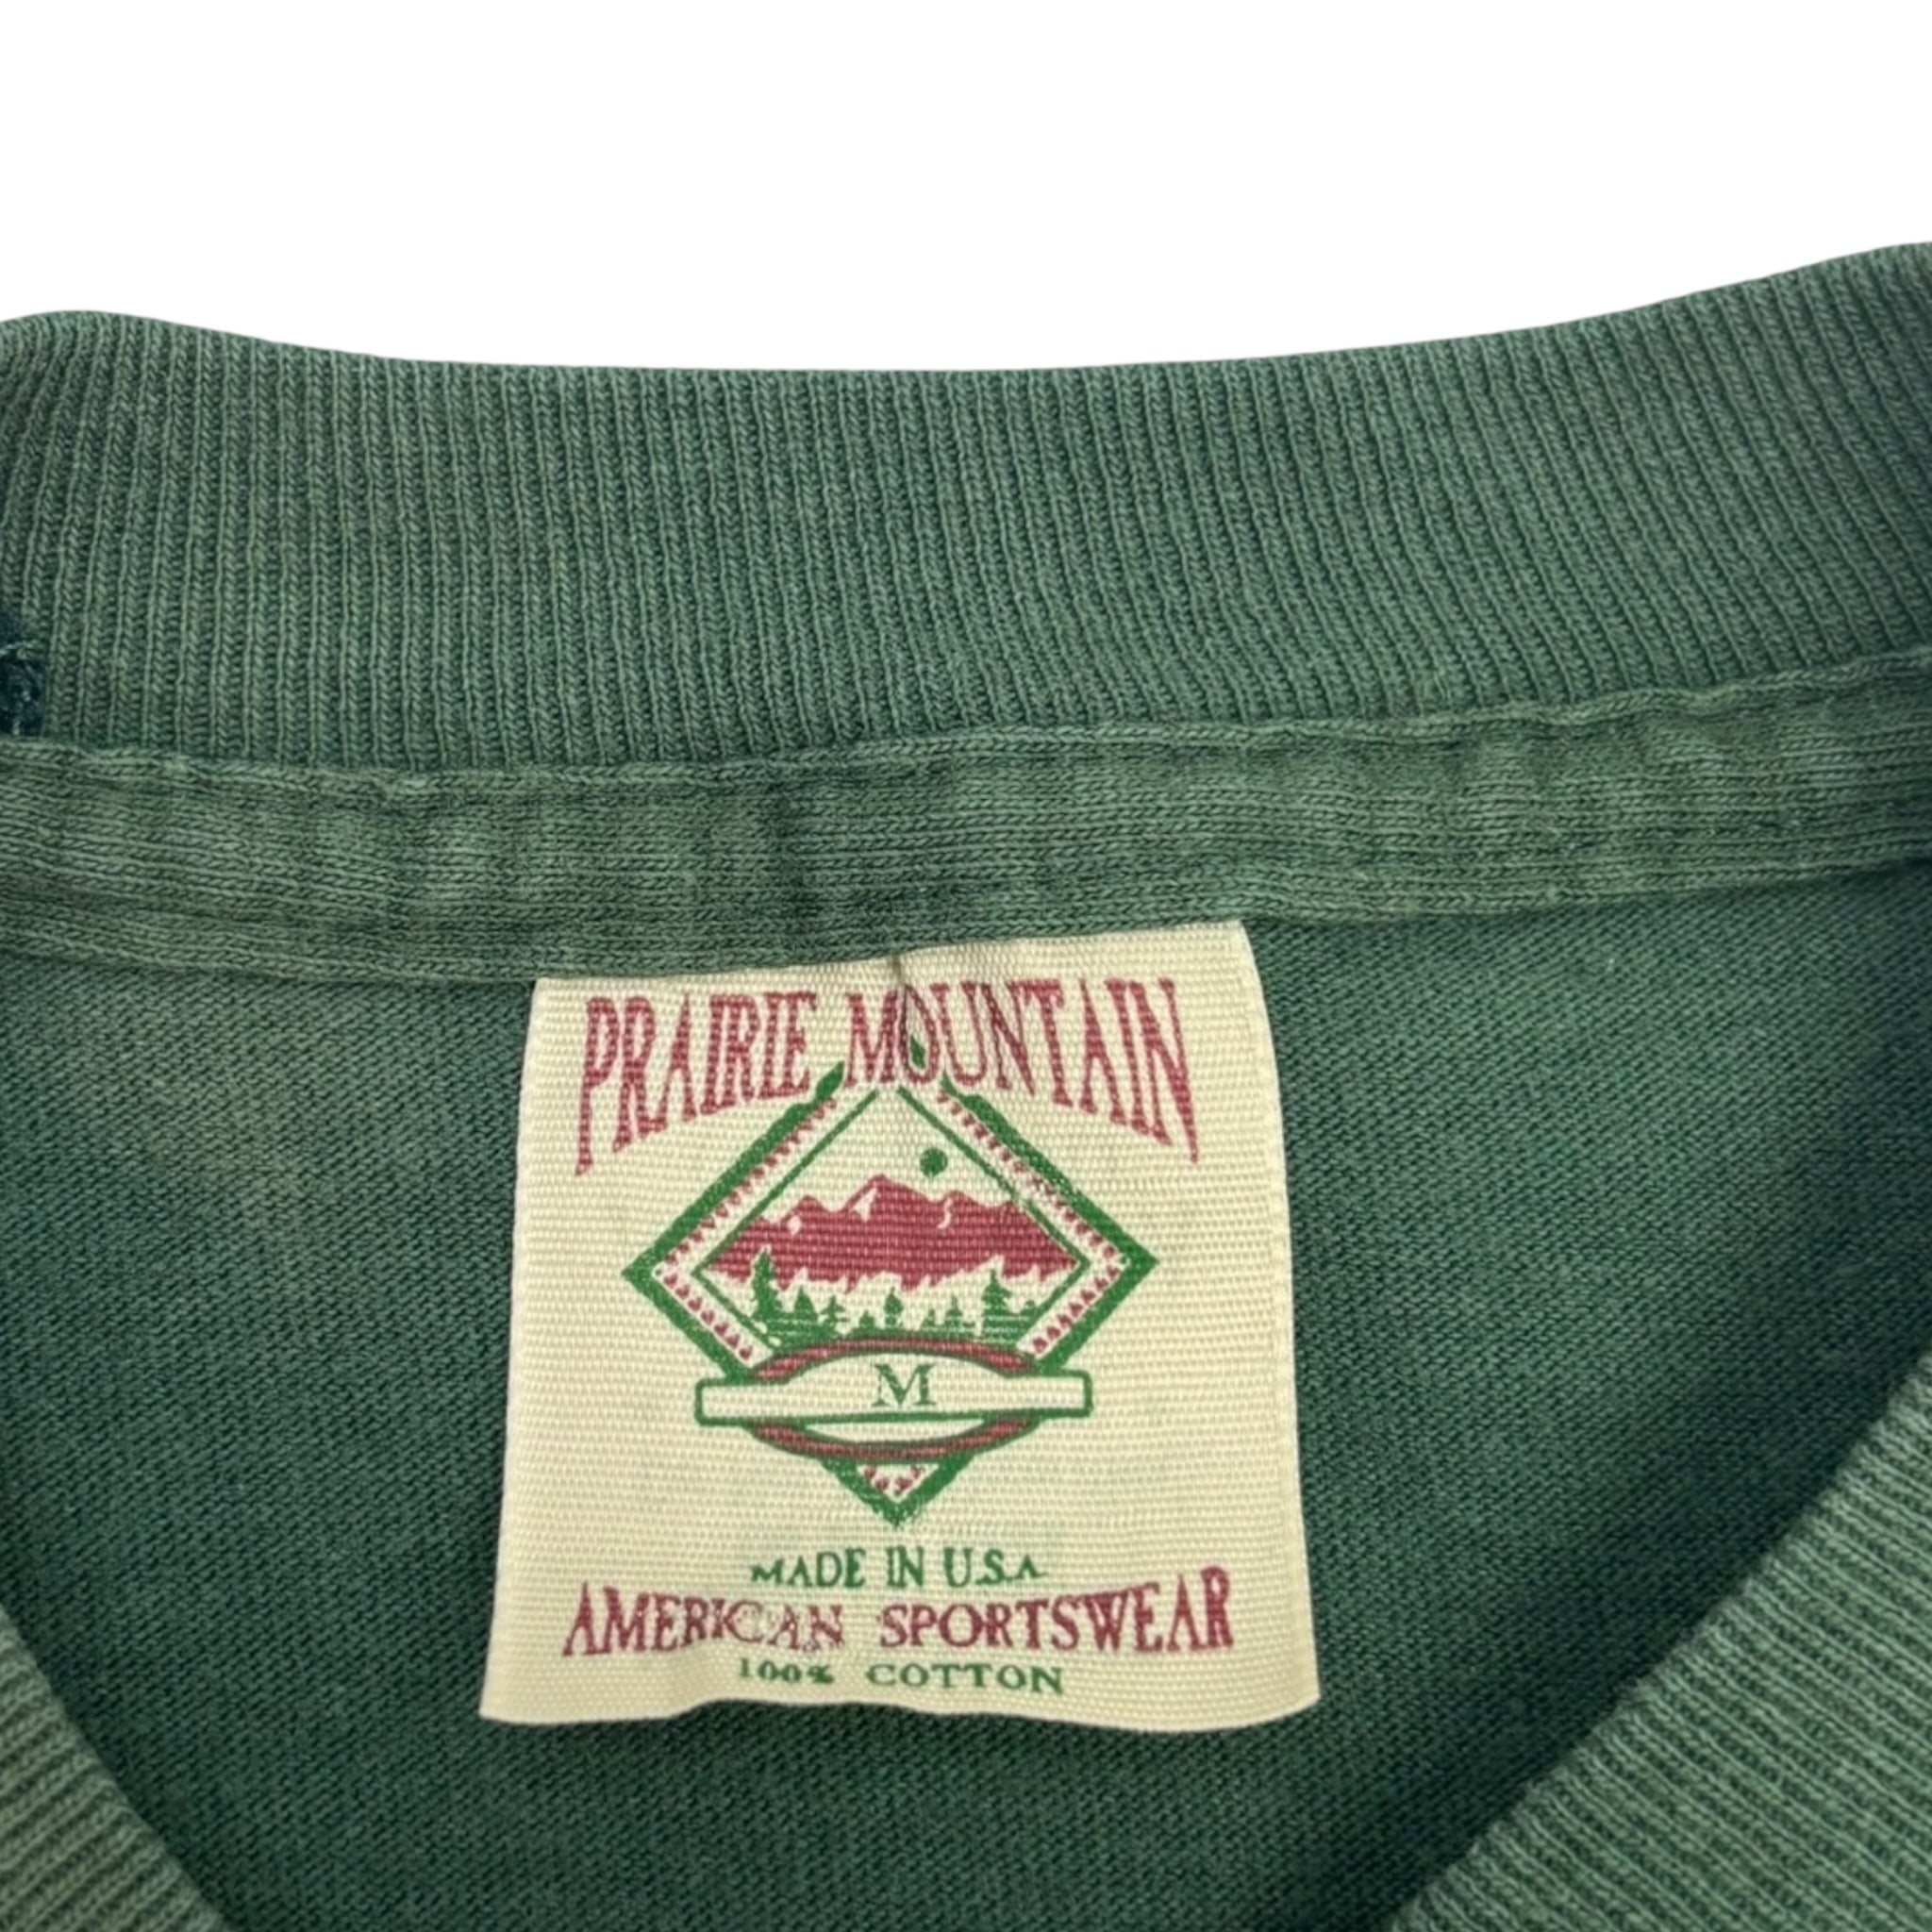 PRAIRIE MOUNTAIN
M
MADE IN U.S.A.
AMERICAN SPORTSWEAR
100% COTTON